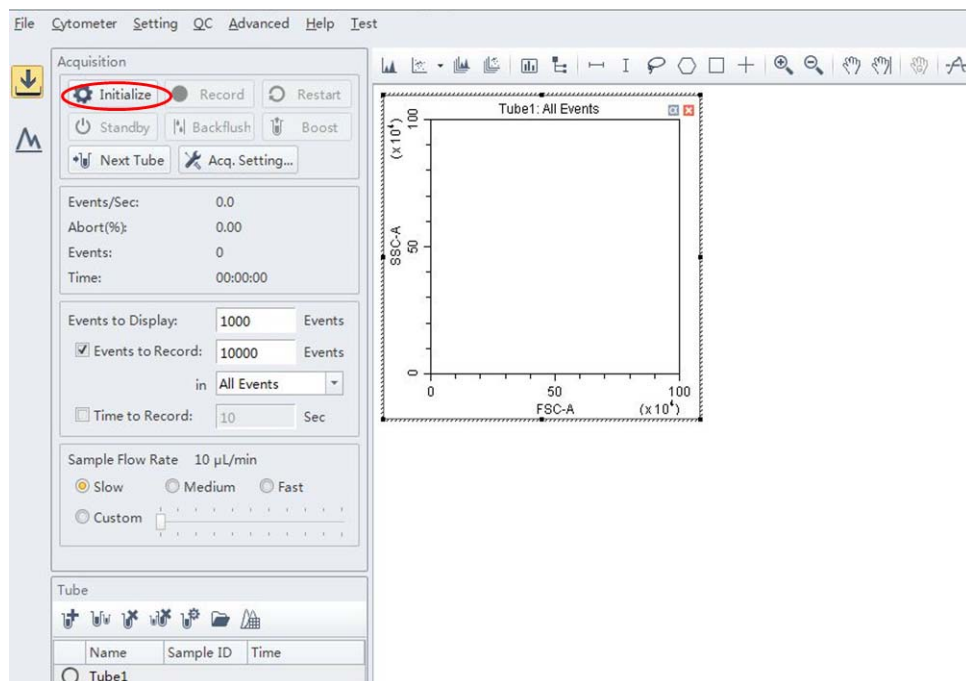 File Cytometer Setting QC Advanced Help Test
Acquisition
Initialize Record Restart
Standby Backflush Boost
Next Tube Acq. Setting...
Events/Sec: 0.0
Abort(%): 0.00
Events: 0
Time: 00:00:00
Events to Display: 1000 Events
Events to Record: 10000 Events
in All Events
Time to Record: 10 Sec
Sample Flow Rate 10 µL/min
Slow Medium Fast
Custom
Tube
Name Sample ID Time
Tube1
Tube1: All Events
(x 10⁴)
SSC-A
100
50
0
0 50 100
FSC-A (x 10⁴)